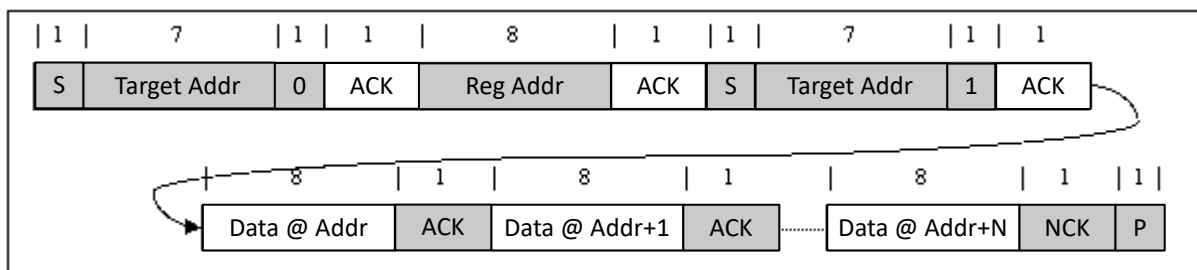 | 1 | 7 | 1 | 1 | 8 | 1 | 1 | 7 | 1 | 1
S Target Addr 0 ACK Reg Addr ACK S Target Addr 1 ACK
| 8 | 1 | 8 | 1 | 8 | 1 | 1 |
Data @ Addr ACK Data @ Addr+1 ACK Data @ Addr+N NCK P